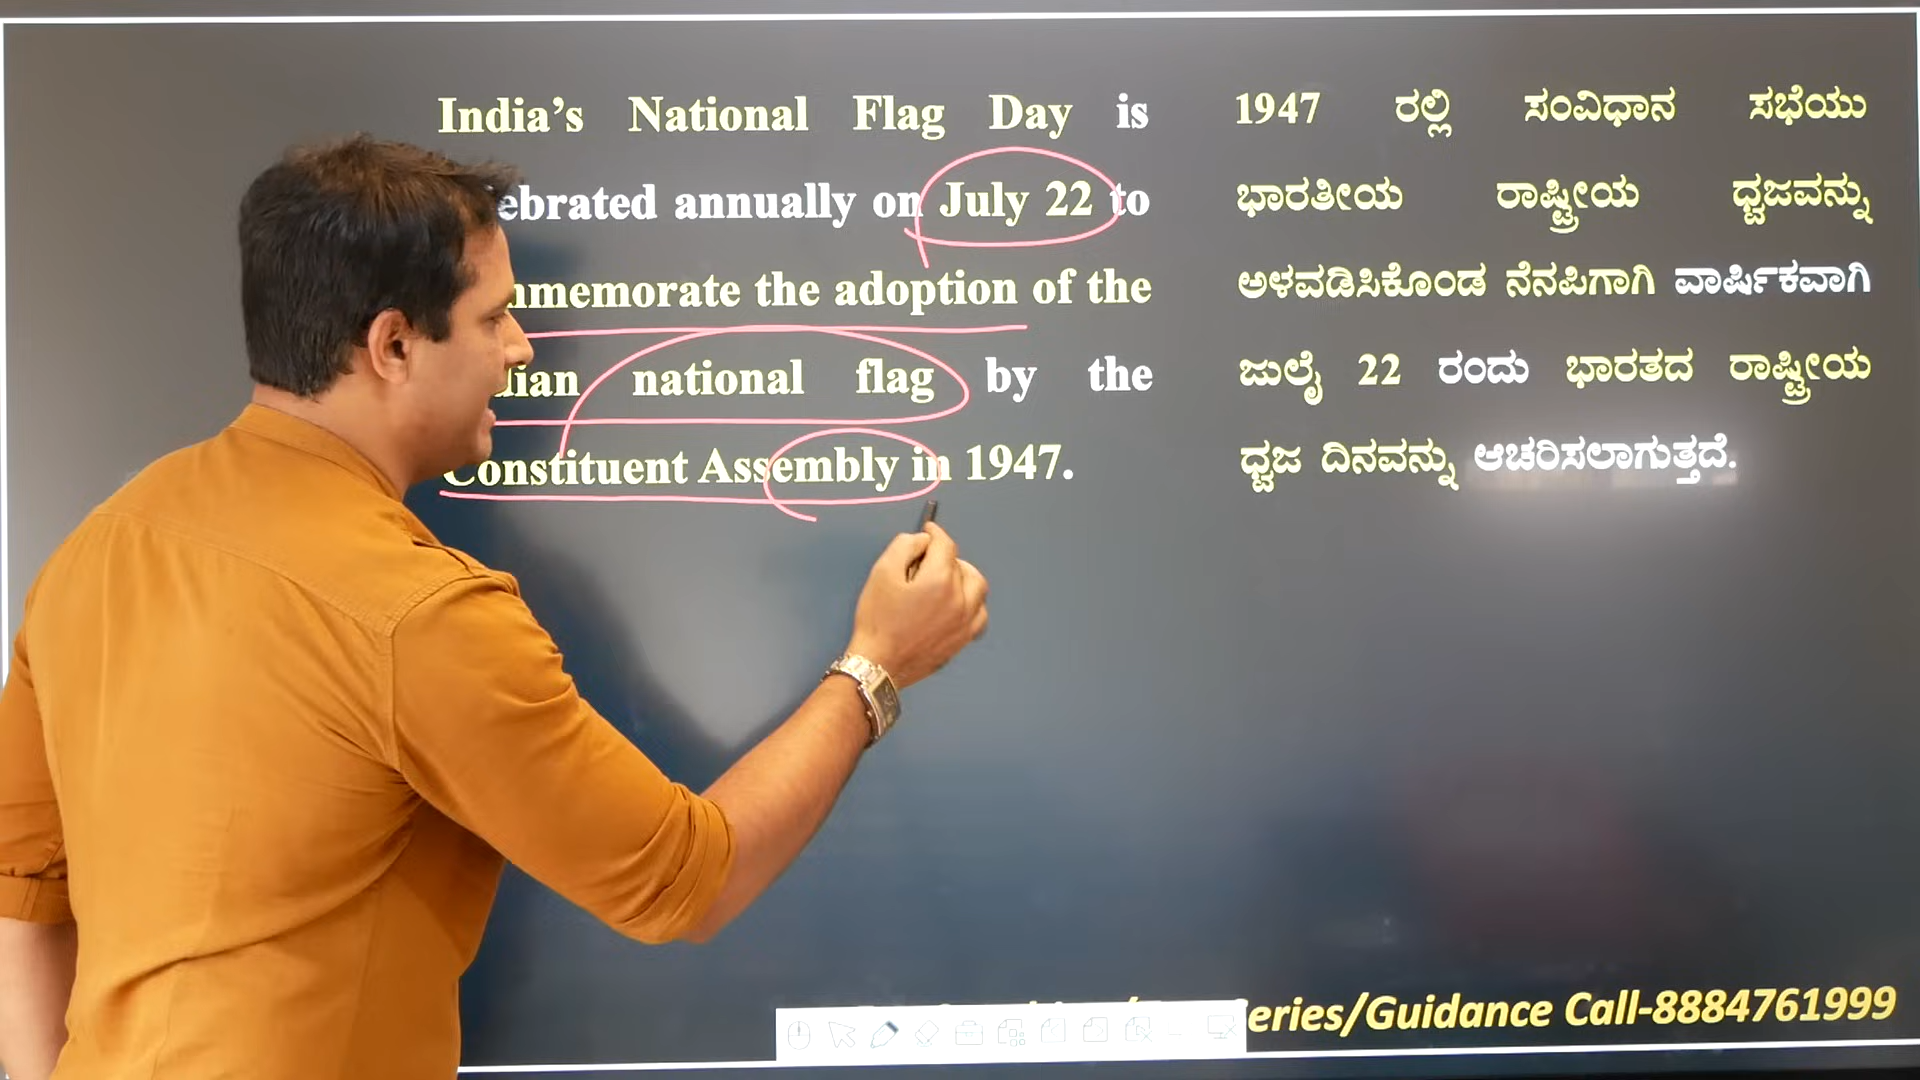 India’s National Flag Day is
ebrated annually on July 22 to
nmemorate the adoption of the
dian national flag by the
Constituent Assembly in 1947.
1947 ರಲ್ಲಿ ಸಂವಿಧಾನ ಸಭೆಯು
ಭಾರತೀಯ ರಾಷ್ಟ್ರೀಯ ಧ್ವಜವನ್ನು
ಅಳವಡಿಸಿಕೊಂಡ ನೆನಪಿಗಾಗಿ ವಾರ್ಷಿಕವಾಗಿ
ಜುಲೈ 22 ರಂದು ಭಾರತದ ರಾಷ್ಟ್ರೀಯ
ಧ್ವಜ ದಿನವನ್ನು ಆಚರಿಸಲಾಗುತ್ತದೆ.
eries/Guidance Call-8884761999